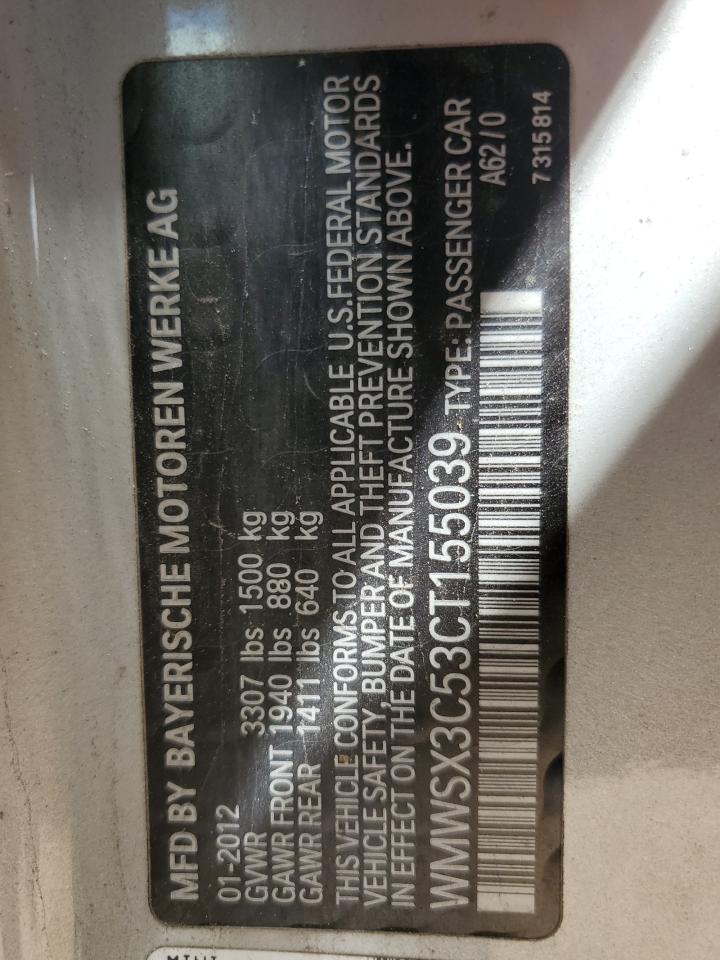 MFD BY BAYERISCHE MOTOREN WERKE AG
01-2012
GVWR 3307 lbs 1500 kg
GAWR FRONT 1940 lbs 880 kg
GAWR REAR 1411 lbs 640 kg
THIS VEHICLE CONFORMS TO ALL APPLICABLE U.S.FEDERAL MOTOR
VEHICLE SAFETY, BUMPER AND THEFT PREVENTION STANDARDS
IN EFFECT ON THE DATE OF MANUFACTURE SHOWN ABOVE.
WMWSX3C53CT155039 TYPE: PASSENGER CAR
A62/0
7 315 814